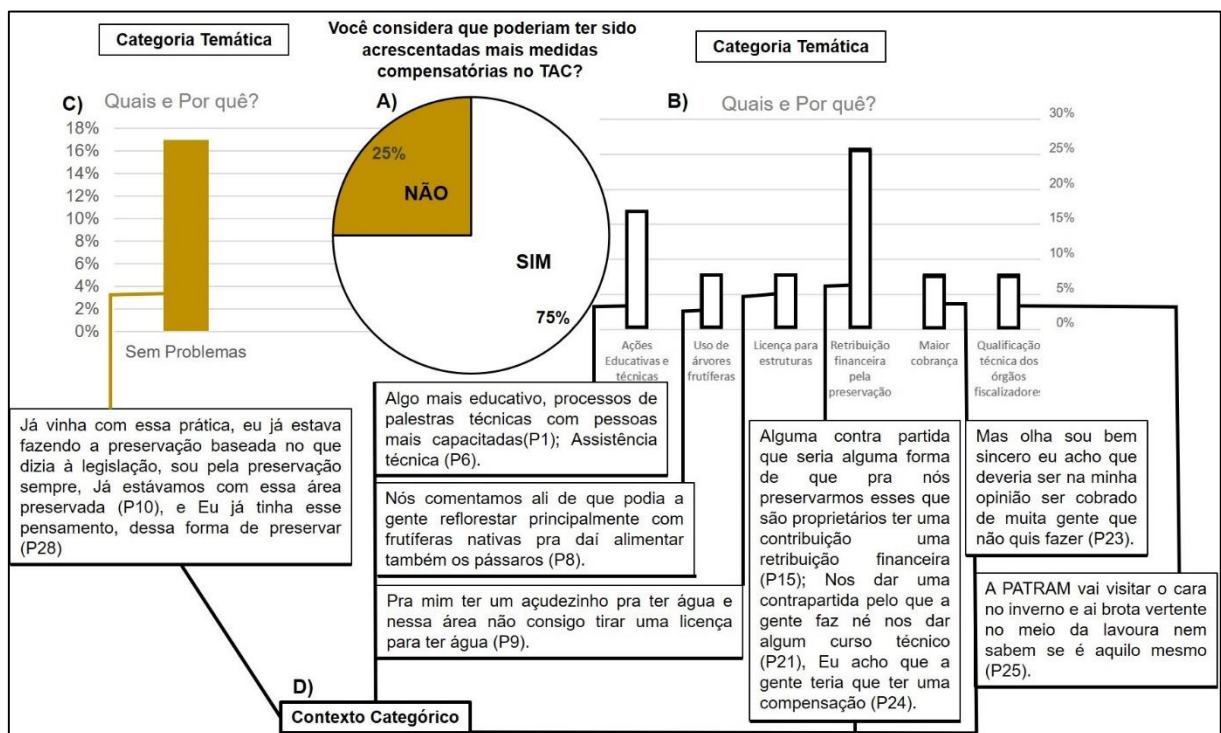 Categoria Temática
Você considera que poderiam ter sido
acrescentadas mais medidas
compensatórias no TAC?
Categoria Temática
C)
Quais e Por quê?
18%
16%
14%
12%
10%
8%
6%
4%
2%
0%
Sem Problemas
A)
25%
NÃO
SIM
75%
B)
Quais e Por quê?
30%
25%
20%
15%
10%
5%
0%
Ações
Educativas e
técnicas
Uso de
árvores
frutíferas
Licença para
estruturas
Retribuição
financeira
pela
preservação
Maior
cobrança
Qualificação
técnica dos
órgãos
fiscalizadores
Já vinha com essa prática, eu já estava
fazendo a preservação baseada no que
dizia à legislação, sou pela preservação
sempre, Já estávamos com essa área
preservada (P10), e Eu já tinha esse
pensamento, dessa forma de preservar
(P28)
Algo mais educativo, processos de
palestras técnicas com pessoas
mais capacitadas(P1); Assistência
técnica (P6).
Nós comentamos ali de que podia a
gente reflorestar principalmente com
frutíferas nativas pra daí alimentar
também os pássaros (P8).
Pra mim ter um açudezinho pra ter água e
nessa área não consigo tirar uma licença
para ter água (P9).
Alguma contra partida
que seria alguma forma
de que pra nós
preservarmos esses que
são proprietários ter uma
contribuição uma
retribuição financeira
(P15); Nos dar uma
contrapartida pelo que a
gente faz né nos dar
algum curso técnico
(P21), Eu acho que a
gente teria que ter uma
compensação (P24).
Mas olha sou bem
sincero eu acho que
deveria ser na minha
opinião ser cobrado
de muita gente que
não quis fazer (P23).
A PATRAM vai visitar o cara
no inverno e ai brota vertente
no meio da lavoura nem
sabem se é aquilo mesmo
(P25).
D)
Contexto Categórico